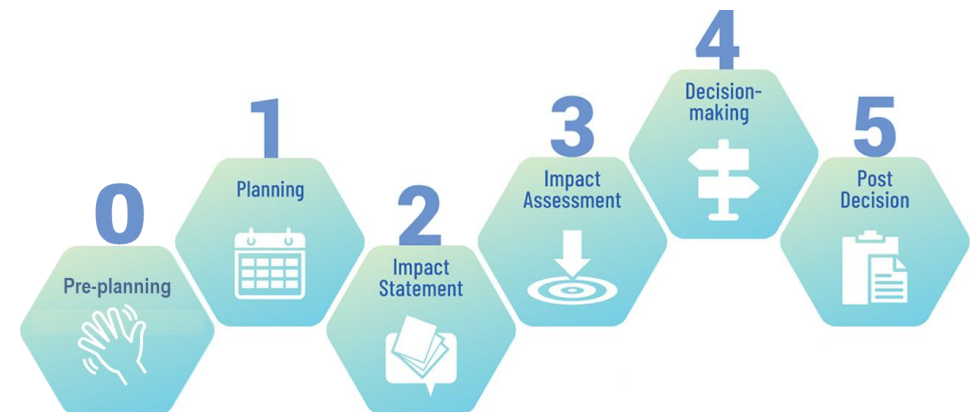 0
Pre-planning
1
Planning
2
Impact
Statement
3
Impact
Assessment
4
Decision-
making
5
Post
Decision